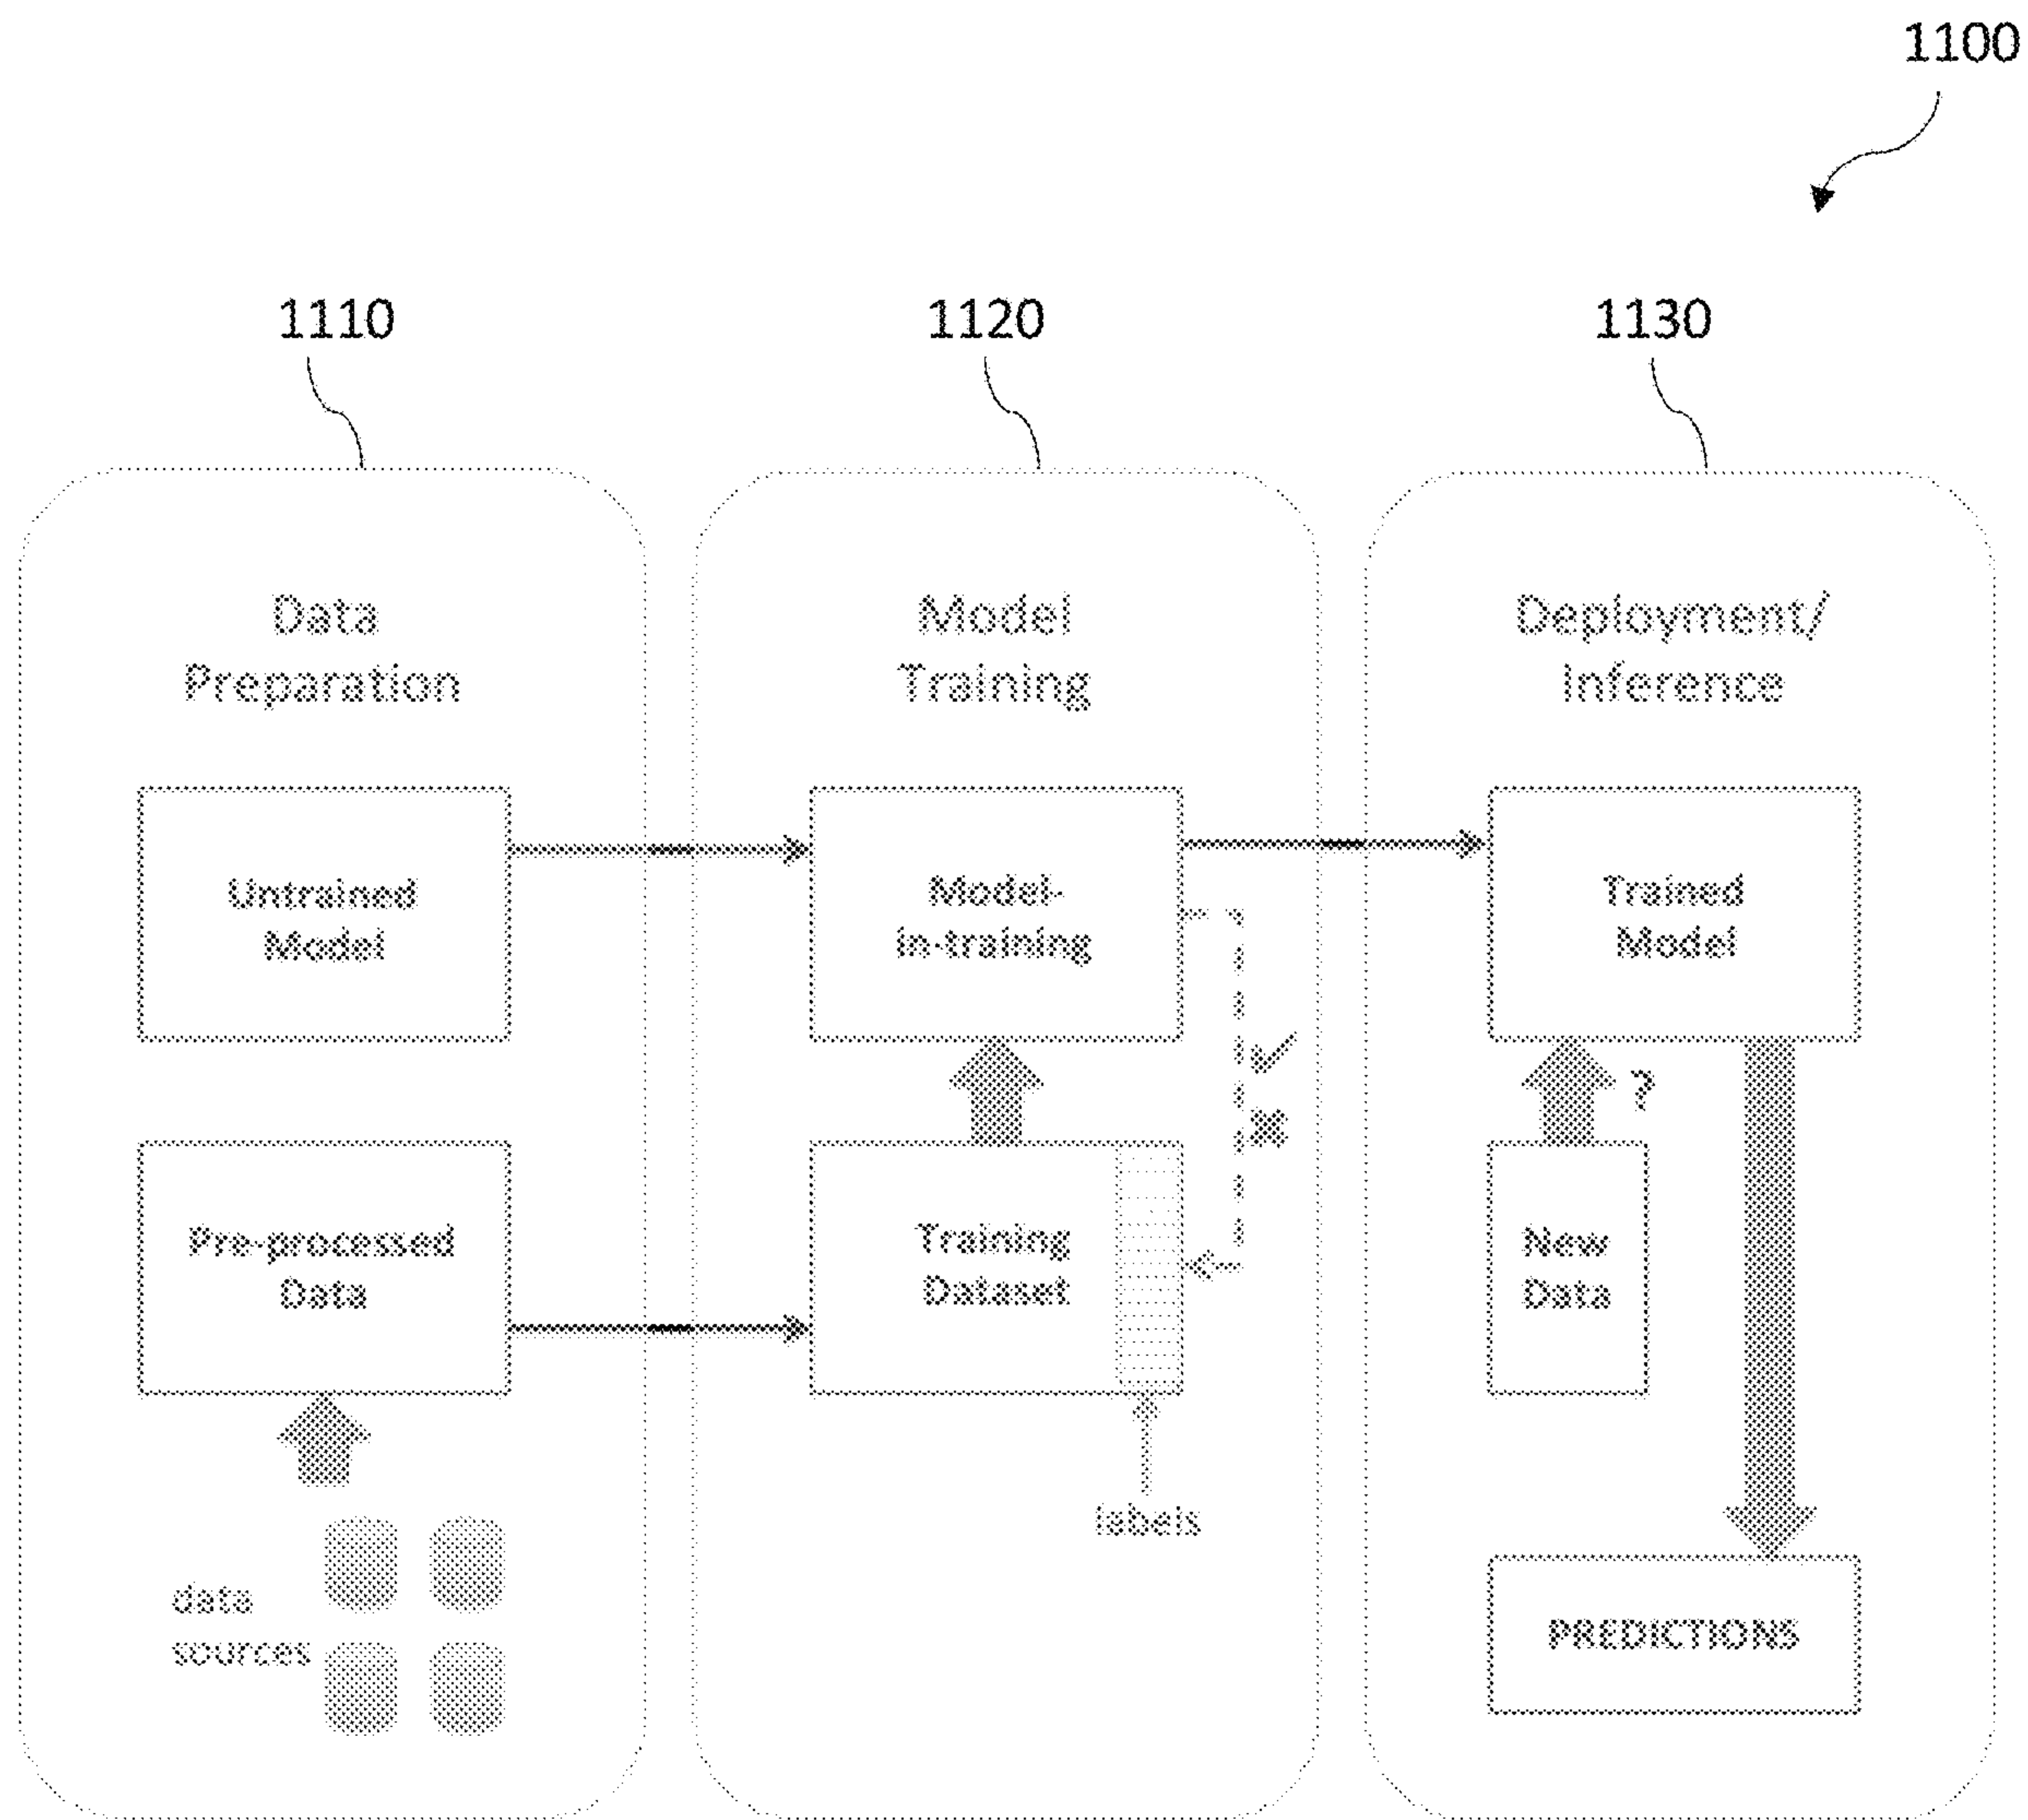 1100
1110
1120
1130
Data
Preparation
Model
Training
Deployment/
Inference
Untrained
Model
Model-
in-training
Trained
Model
?
Pre-processed
Data
Training
Dataset
New
Data
labels
data
sources
PREDICTIONS